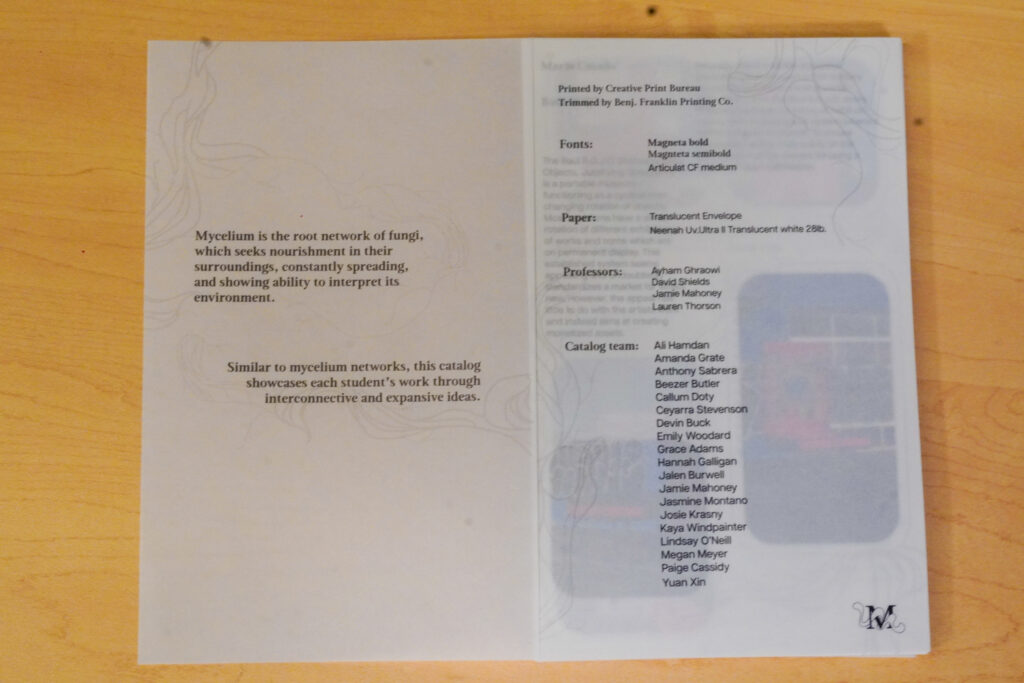 Mycelium is the root network of fungi,
which seeks nourishment in their
surroundings, constantly spreading,
and showing ability to interpret its
environment.
Similar to mycelium networks, this catalog
showcases each student's work through
interconnective and expansive ideas.
Printed by Creative Print Bureau
Trimmed by Benj. Franklin Printing Co.
Fonts: Magneta bold
Magnteta semibold
Articulat CF medium
Paper: Translucent Envelope
Neenah Uv.Ultra II Translucent white 28lb.
Professors: Ayham Ghraowi
David Shields
Jamie Mahoney
Lauren Thorson
Catalog team: Ali Hamdan
Amanda Grate
Anthony Sabrera
Beezer Butler
Callum Doty
Ceyarra Stevenson
Devin Buck
Emily Woodard
Grace Adams
Hannah Galligan
Jalen Burwell
Jamie Mahoney
Jasmine Montano
Josie Krasny
Kaya Windpainter
Lindsay O'Neill
Megan Meyer
Paige Cassidy
Yuan Xin
M